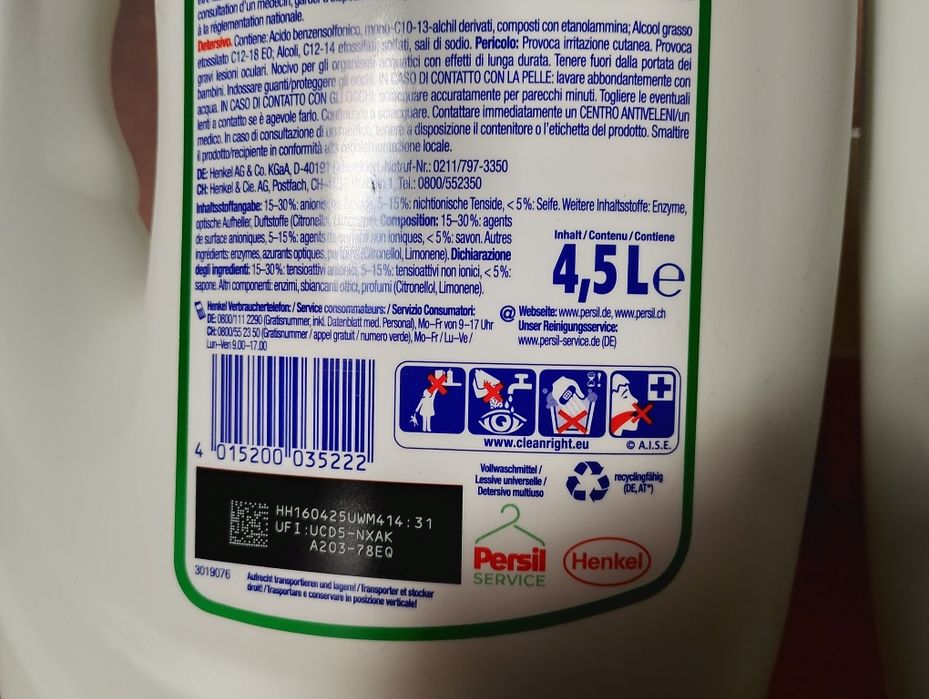 consultation d'un médecin, garder à
à la réglementation nationale.
Detersivo. Contiene: Acido benzensolfonico, mono-C10-13-alchil derivati, composti con etanolammina; Alcool grasso
etossilato C12-18 EO; Alcoli, C12-14 etossilati, solfati, sali di sodio. Pericolo: Provoca irritazione cutanea. Provoca
gravi lesioni oculari. Nocivo per gli organismi acquatici con effetti di lunga durata. Tenere fuori dalla portata dei
bambini. Indossare guanti/proteggere gli occhi. IN CASO DI CONTATTO CON LA PELLE: lavare abbondantemente con
acqua. IN CASO DI CONTATTO CON GLI OCCHI: sciacquare accuratamente per parecchi minuti. Togliere le eventuali
lenti a contatto se è agevole farlo. Continuare a sciacquare. Contattare immediatamente un CENTRO ANTIVELENI/un
medico. In caso di consultazione di un medico, tenere a disposizione il contenitore o l'etichetta del prodotto. Smaltire
il prodotto/recipiente in conformità alla regolamentazione locale.
DE: Henkel AG & Co. KGaA, D-40191 Düsseldorf, Notruf-Nr.: 0211/797-3350
CH: Henkel & Cie. AG, Postfach, 1, Tel.: 0800/552350
Inhaltsstoffangabe: 15–30%: anionische Tenside, 5–15%: nichtionische Tenside, < 5%: Seife. Weitere Inhaltsstoffe: Enzyme,
optische Aufheller, Duftstoffe (Citronellol, Limonene). Composition: 15–30%: agents
de surface anioniques, 5–15%: agents de surface non ioniques, < 5%: savon. Autres
ingrédients: enzymes, azurants optiques, parfums (Citronellol, Limonene). Dichiarazione
degli ingredienti: 15–30%: tensioattivi anionici, 5–15%: tensioattivi non ionici, < 5%:
sapone. Altri componenti: enzimi, sbiancanti ottici, profumi (Citronellol, Limonene).
Inhalt / Contenu / Contiene
4,5 L e
Henkel Verbrauchertelefon: / Service consommateurs: / Servizio Consumatori:
DE: 0800/111 2290 (Gratisnummer, inkl. Datenblatt med. Personal), Mo–Fr von 9–17 Uhr
CH: 0800/55 23 50 (Gratisnummer / appel gratuit / numero verde), Mo–Fr / Lu–Ve /
Lun–Ven 9.00–17.00
@ Webseite: www.persil.de, www.persil.ch
Unser Reinigungsservice:
www.persil-service.de (DE)
4 015200 035222
www.cleanright.eu
© A.I.S.E.
Vollwaschmittel /
Lessive universelle /
Detersivo multiuso
recyclingfähig
(DE, AT*)
HH160425UWM414:31
UFI:UCD5-NXAK
A203-78EQ
Persil
SERVICE
Henkel
3019076
Aufrecht transportieren und lagern! / Transporter et stocker
droit! / Trasportare e conservare in posizione verticale!